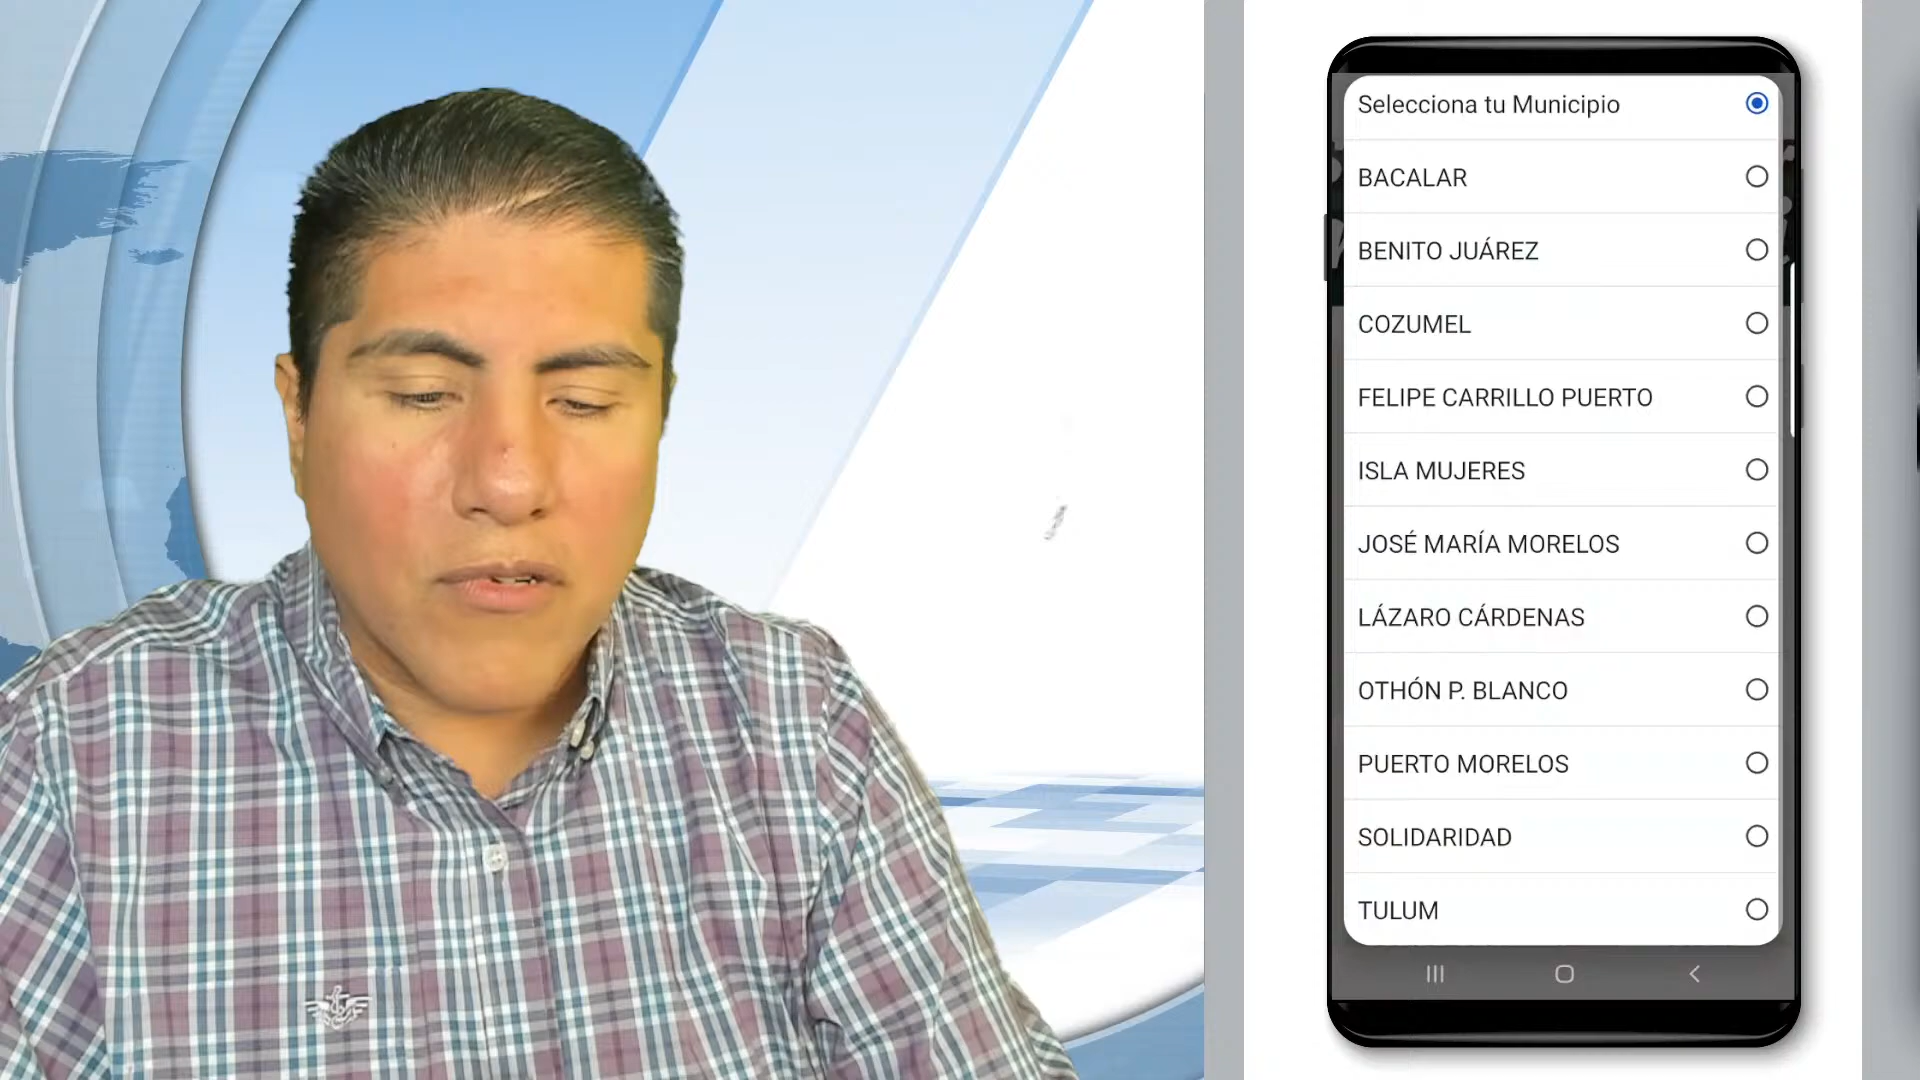 Selecciona tu Municipio
BACALAR
BENITO JUÁREZ
COZUMEL
FELIPE CARRILLO PUERTO
ISLA MUJERES
JOSÉ MARÍA MORELOS
LÁZARO CÁRDENAS
OTHÓN P. BLANCO
PUERTO MORELOS
SOLIDARIDAD
TULUM